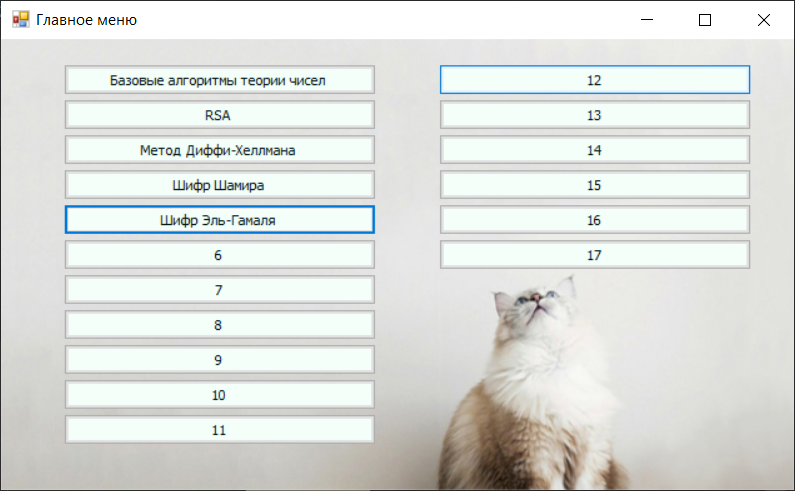 Главное меню
Базовые алгоритмы теории чисел
RSA
Метод Диффи-Хеллмана
Шифр Шамира
Шифр Эль-Гамаля
6
7
8
9
10
11
12
13
14
15
16
17